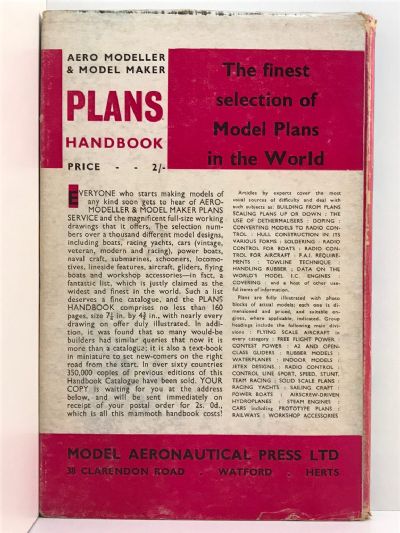 AERO MODELLER
& MODEL MAKER
PLANS
HANDBOOK
PRICE - - 2/-
The finest
selection of
Model Plans
in the World
EVERYONE who starts making models of
any kind soon gets to hear of AERO-
MODELLER & MODEL MAKER PLANS
SERVICE and the magnificent full-size working
drawings that it offers. The selection num-
bers over a thousand different model designs,
including boats, racing yachts, cars (vintage,
veteran, modern and racing), power boats,
naval craft, submarines, schooners, locomo-
tives, lineside features, aircraft, gliders, flying
boats and workshop accessories—in fact, a
fantastic list, which is justly claimed as the
widest and finest in the world. Such a list
deserves a fine catalogue, and the PLANS
HANDBOOK comprises no less than 160
pages, size 7¼ in. by 4¾ in., with nearly every
drawing on offer duly illustrated. In addi-
tion, it was found that so many would-be
builders had similar queries that now it is
more than a catalogue; it is also a text-book
in miniature to set new-comers on the right
road from the start. In over sixty countries
350,000 copies of previous editions of this
Handbook Catalogue have been sold. YOUR
COPY is waiting for you at the address
below, and will be sent immediately on
receipt of your postal order for 2s. 0d.,
which is all this mammoth handbook costs!
Articles by experts cover the most
usual sources of difficulty and deal with
such subjects as: BUILDING FROM PLANS
SCALING PLANS UP OR DOWN : THE
USE OF DETHERMALISERS : DOPING :
CONVERTING MODELS TO RADIO CON-
TROL : HULL CONSTRUCTION IN ITS
VARIOUS FORMS : SOLDERING : RADIO
CONTROL FOR BOATS : RADIO CON-
TROL FOR AIRCRAFT : F.A.I. REQUIRE-
MENTS : TOWLINE TECHNIQUE :
HANDLING RUBBER : DATA ON THE
WORLD'S MODEL I.C. ENGINES :
COVERING : and a host of other use-
ful items of information.
Plans are fully illustrated with photo
blocks of actual models; each one is di-
mensioned and priced, and suitable en-
gines, where applicable, indicated. Group
headings include the following main divi-
sions : FLYING SCALE AIRCRAFT in
every category : FREE FLIGHT POWER,
CONTEST POWER : A2 AND OPEN
CLASS GLIDERS : RUBBER MODELS :
WATERPLANES : INDOOR MODELS :
JETEX DESIGNS : RADIO CONTROL :
CONTROL LINE SPORT, SPEED, STUNT,
TEAM RACING : SOLID SCALE PLANS :
RACING YACHTS : SAILING CRAFT :
POWER BOATS : AIRSCREW-DRIVEN
HYDROPLANES : STEAM ENGINES :
CARS including PROTOTYPE PLANS :
RAILWAYS : WORKSHOP ACCESSORIES
MODEL AERONAUTICAL PRESS LTD
38 CLARENDON ROAD . WATFORD . HERTS